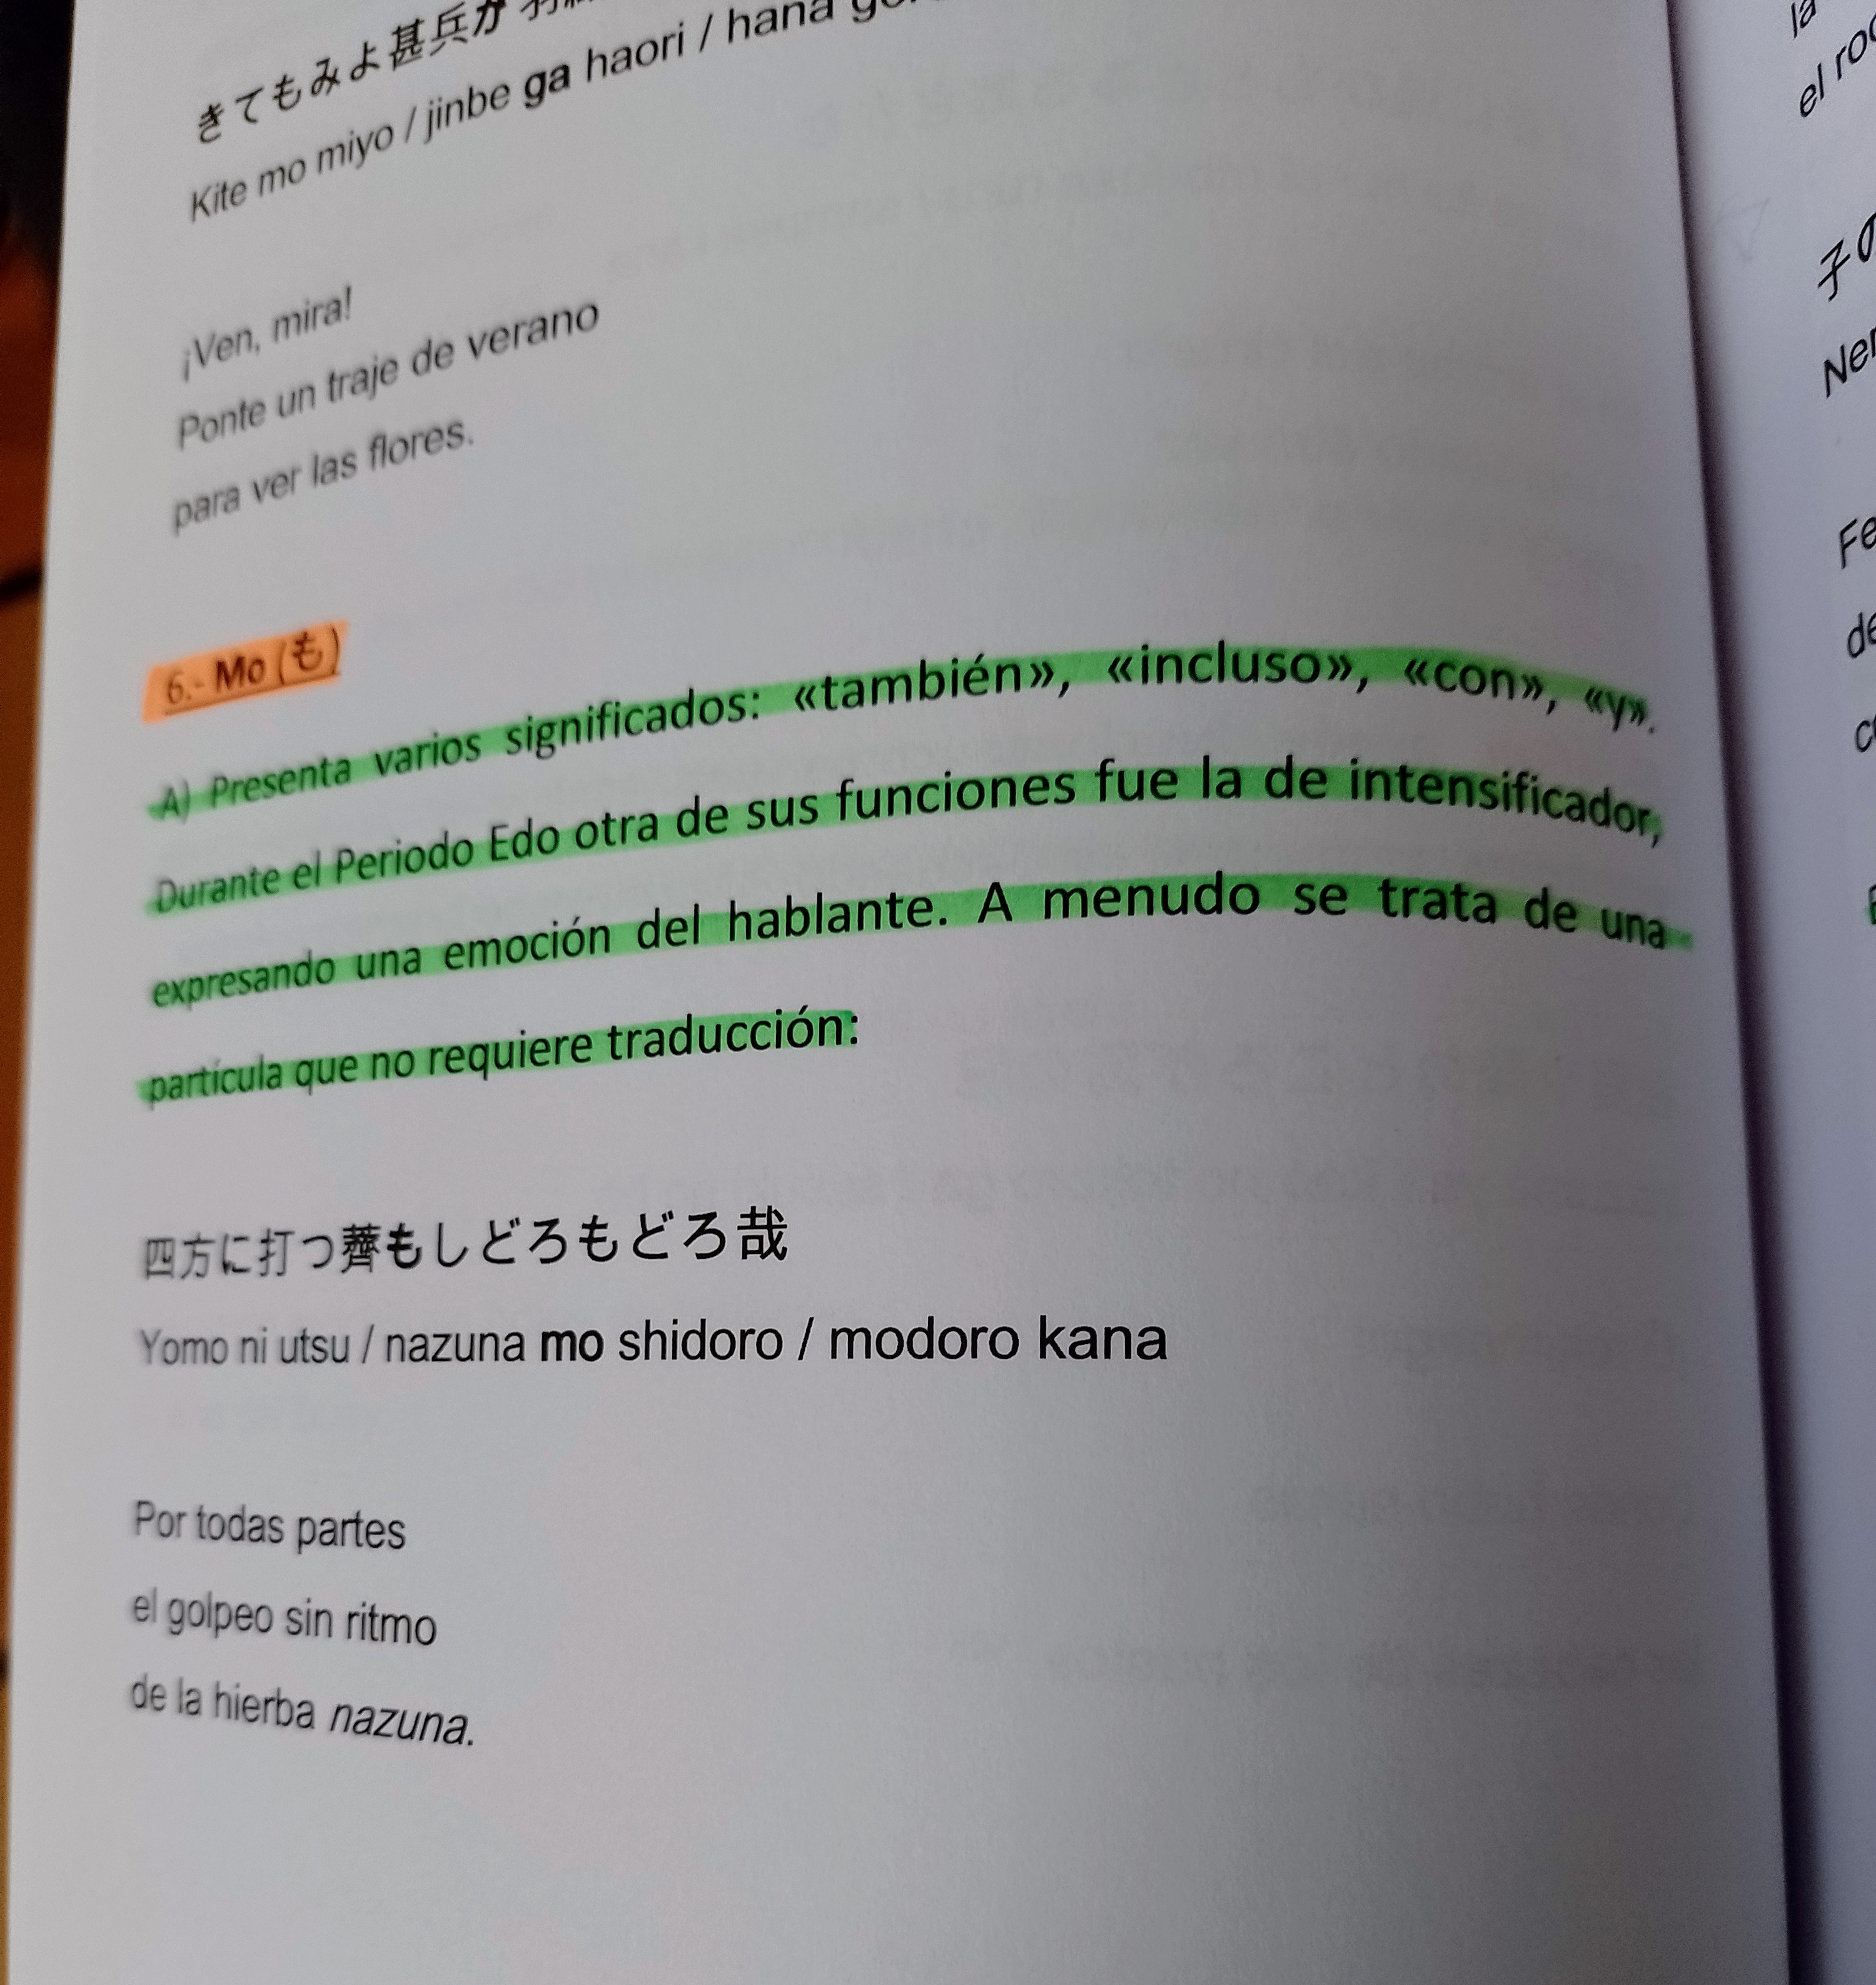 きてもみよ甚兵が
Kite mo miyo / jinbe ga haori / hana
¡Ven, mira!
Ponte un traje de verano
para ver las flores.
6.- Mo (も)
A) Presenta varios significados: «también», «incluso», «con», «y».
Durante el Periodo Edo otra de sus funciones fue la de intensificador,
expresando una emoción del hablante. A menudo se trata de una
partícula que no requiere traducción:
四方に打つ薺もしどろもどろ哉
Yomo ni utsu / nazuna mo shidoro / modoro kana
Por todas partes
el golpeo sin ritmo
de la hierba nazuna.
la
el
子の